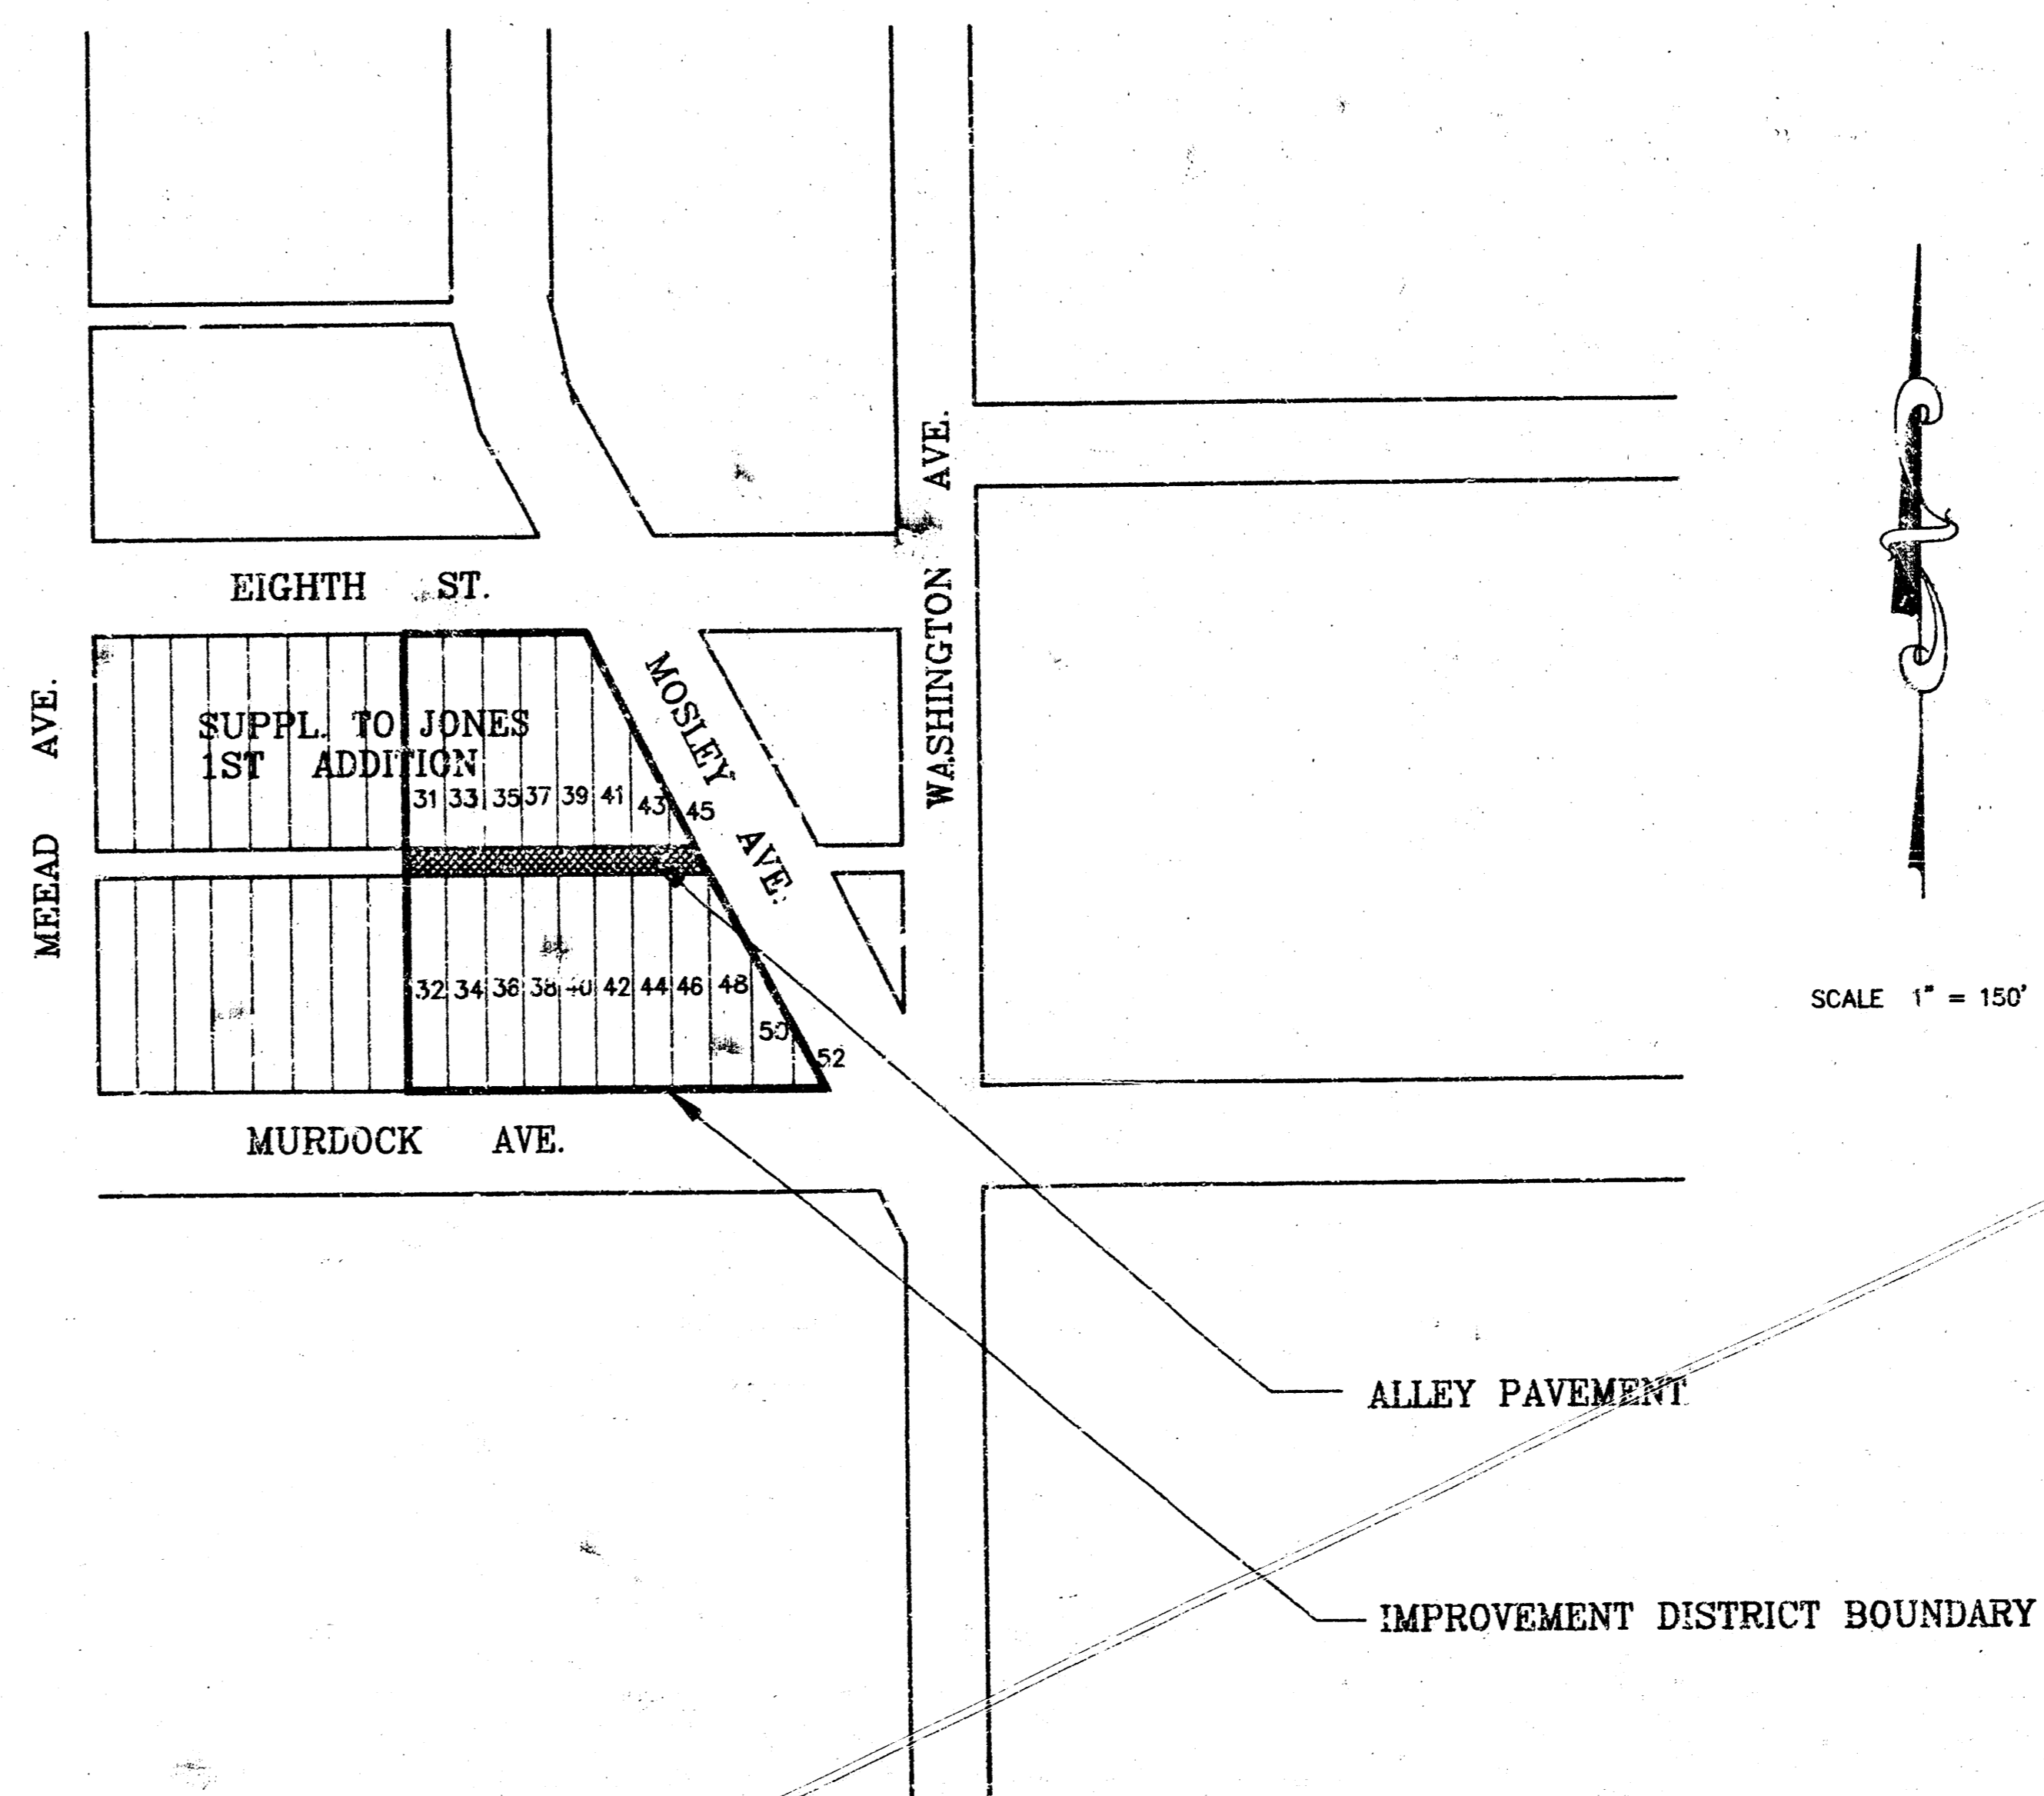 EIGHTH ST.
MEAD AVE.
SUPPL. TO JONES
1ST ADDITION
31 33 35 37 39 41 43 45
MOSLEY AVE.
WASHINGTON AVE.
32 34 36 38 40 42 44 46 48
50
52
SCALE 1" = 150'
MURDOCK AVE.
ALLEY PAVEMENT
IMPROVEMENT DISTRICT BOUNDARY